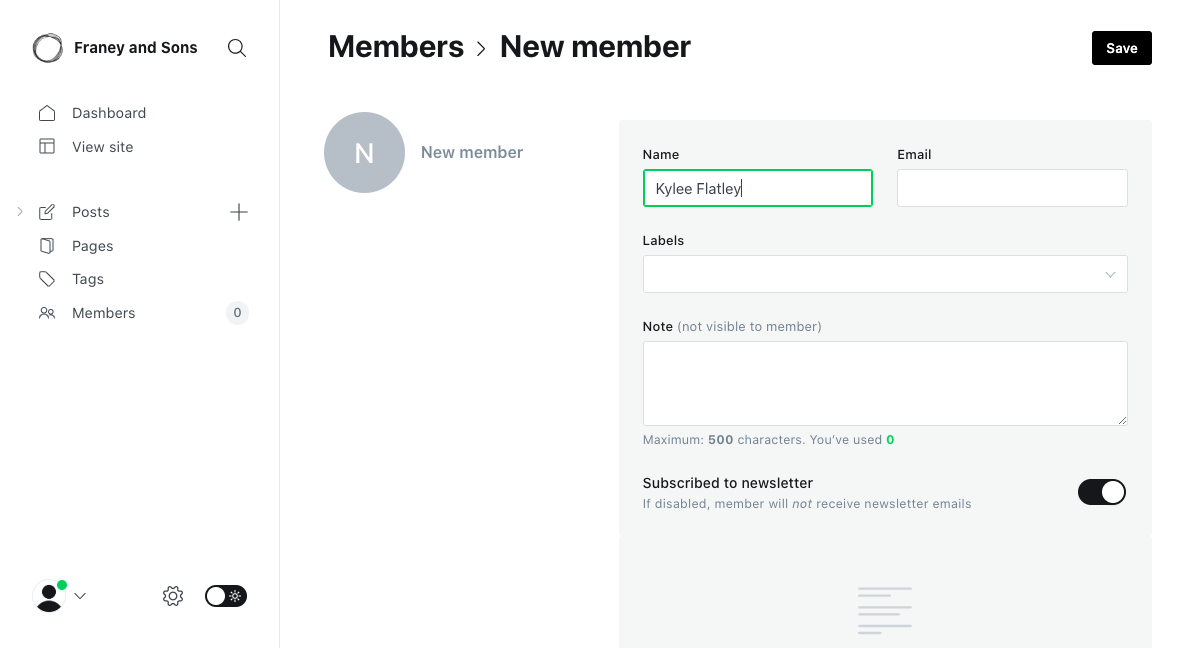 Franey and Sons
Members
New member
Save
Dashboard
View site
N
New member
Name
Email
Kylee Flatley
Posts
Pages
Labels
Tags
Members
0
Note (not visible to member)
Maximum: 500 characters. You've used 0
Subscribed to newsletter
If disabled, member will not receive newsletter emails